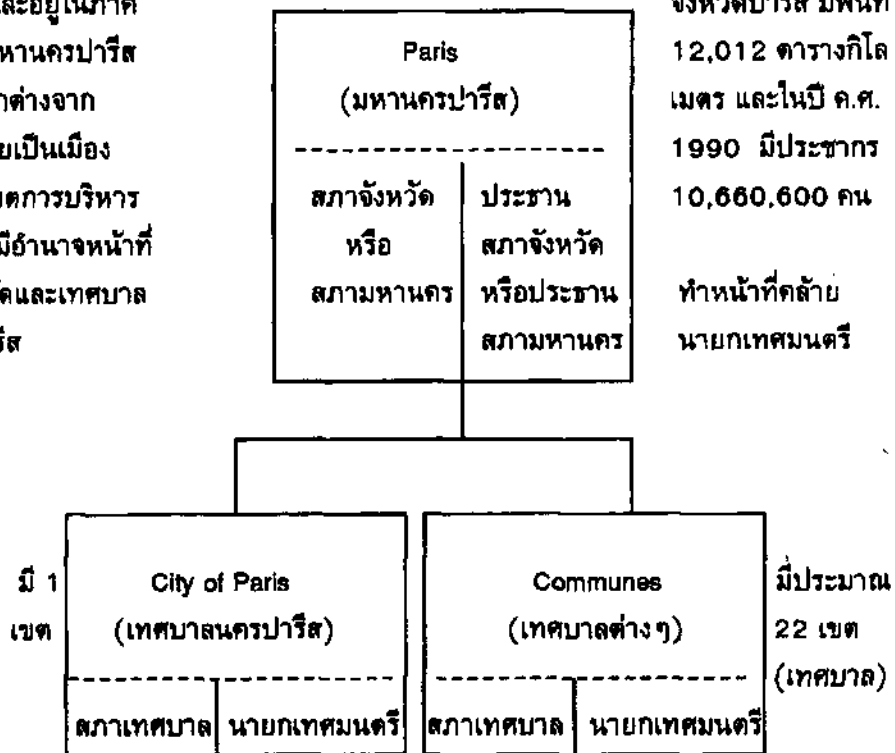 และอยู่ในภาค
หานครปารีส
าต่างจาก
ยเป็นเมือง
ขตการบริหาร
มีอำนาจหน้าที่
ดและเทศบาล
รีส
Paris
(มหานครปารีส)
สภาจังหวัด
หรือ
สภามหานคร
ประธาน
สภาจังหวัด
หรือประธาน
สภามหานคร
จังหวัดปารีส มีพื้นที่
12,012 ตารางกิโล
เมตร และในปี ค.ศ.
1990 มีประชากร
10,660,600 คน
ทำหน้าที่คล้าย
นายกเทศมนตรี
มี 1
เขต
City of Paris
(เทศบาลนครปารีส)
สภาเทศบาล
นายกเทศมนตรี
Communes
(เทศบาลต่างๆ)
สภาเทศบาล
นายกเทศมนตรี
มีประมาณ
22 เขต
(เทศบาล)